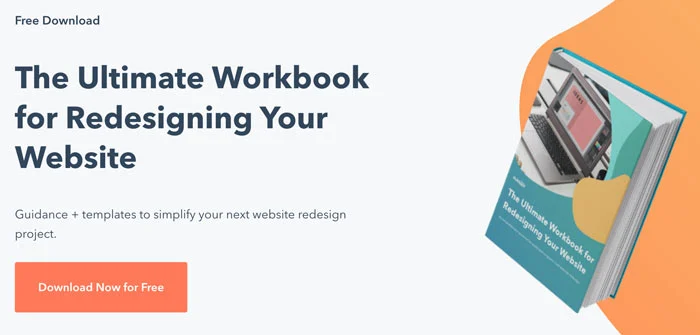 Free Download
The Ultimate Workbook
for Redesigning Your
Website
Guidance + templates to simplify your next website redesign
project.
Download Now for Free
IDEAS
The Ultimate Workbook for
Redesigning Your Website